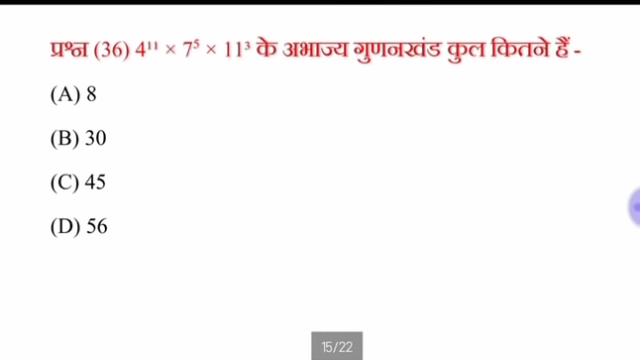 प्रश्न (36) 4¹¹ × 7⁵ × 11³ के अभाज्य गुणनखंड कुल कितने हैं -
(A) 8
(B) 30
(C) 45
(D) 56
15/22